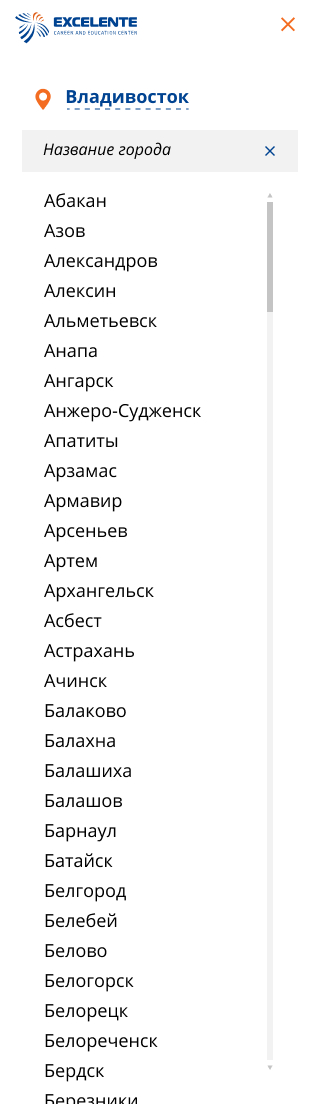 EXCELENTE
CAREER AND EDUCATION CENTER
Владивосток
Название города
Абакан
Азов
Александров
Алексин
Альметьевск
Анапа
Ангарск
Анжеро-Судженск
Апатиты
Арзамас
Армавир
Арсеньев
Артем
Архангельск
Асбест
Астрахань
Ачинск
Балаково
Балахна
Балашиха
Балашов
Барнаул
Батайск
Белгород
Белебей
Белово
Белогорск
Белорецк
Белореченск
Бердск
Березники